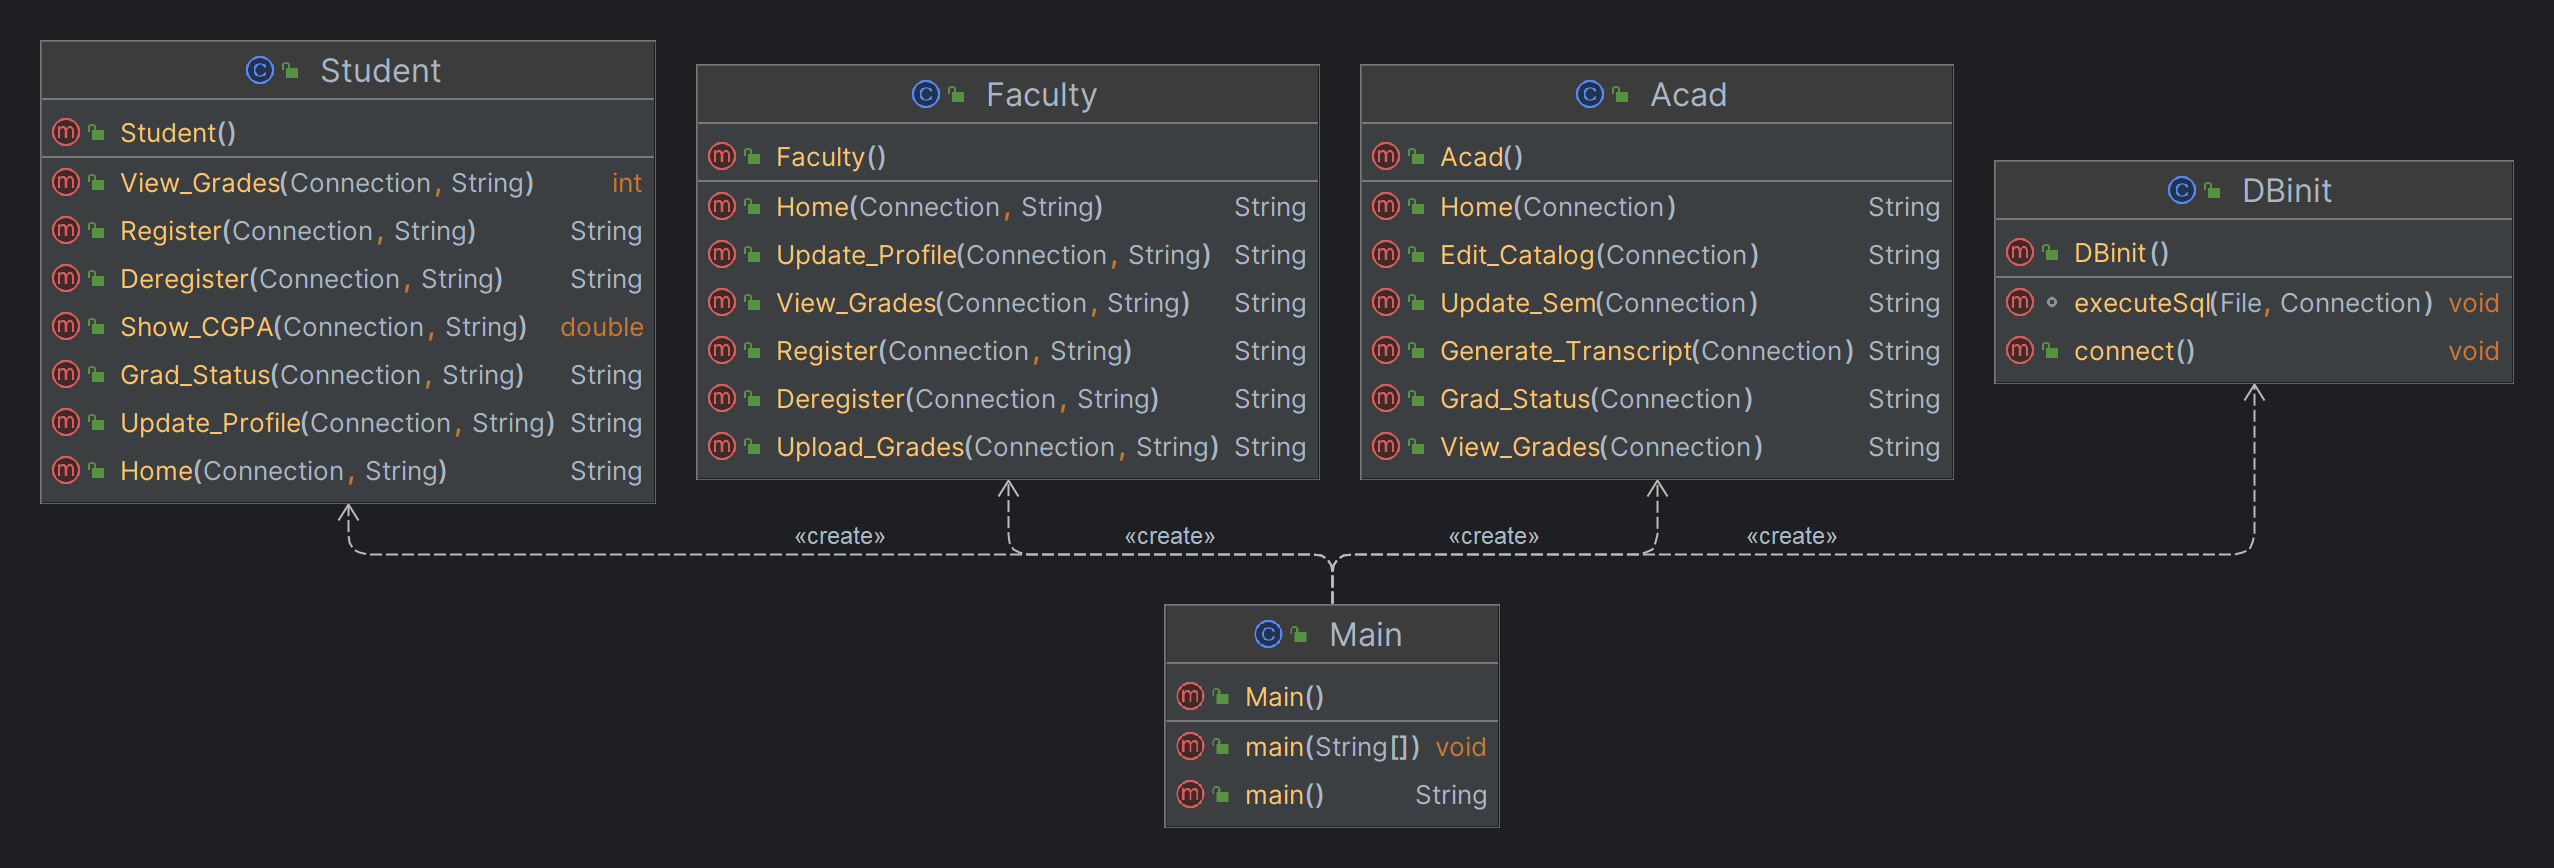 Student
Student()
View_Grades(Connection, String) int
Register(Connection, String) String
Deregister(Connection, String) String
Show_CGPA(Connection, String) double
Grad_Status(Connection, String) String
Update_Profile(Connection, String) String
Home(Connection, String) String
Faculty
Faculty()
Home(Connection, String) String
Update_Profile(Connection, String) String
View_Grades(Connection, String) String
Register(Connection, String) String
Deregister(Connection, String) String
Upload_Grades(Connection, String) String
Acad
Acad()
Home(Connection) String
Edit_Catalog(Connection) String
Update_Sem(Connection) String
Generate_Transcript(Connection) String
Grad_Status(Connection) String
View_Grades(Connection) String
DBinit
DBinit()
executeSql(File, Connection) void
connect() void
«create» «create» «create» «create»
Main
Main()
main(String[]) void
main() String